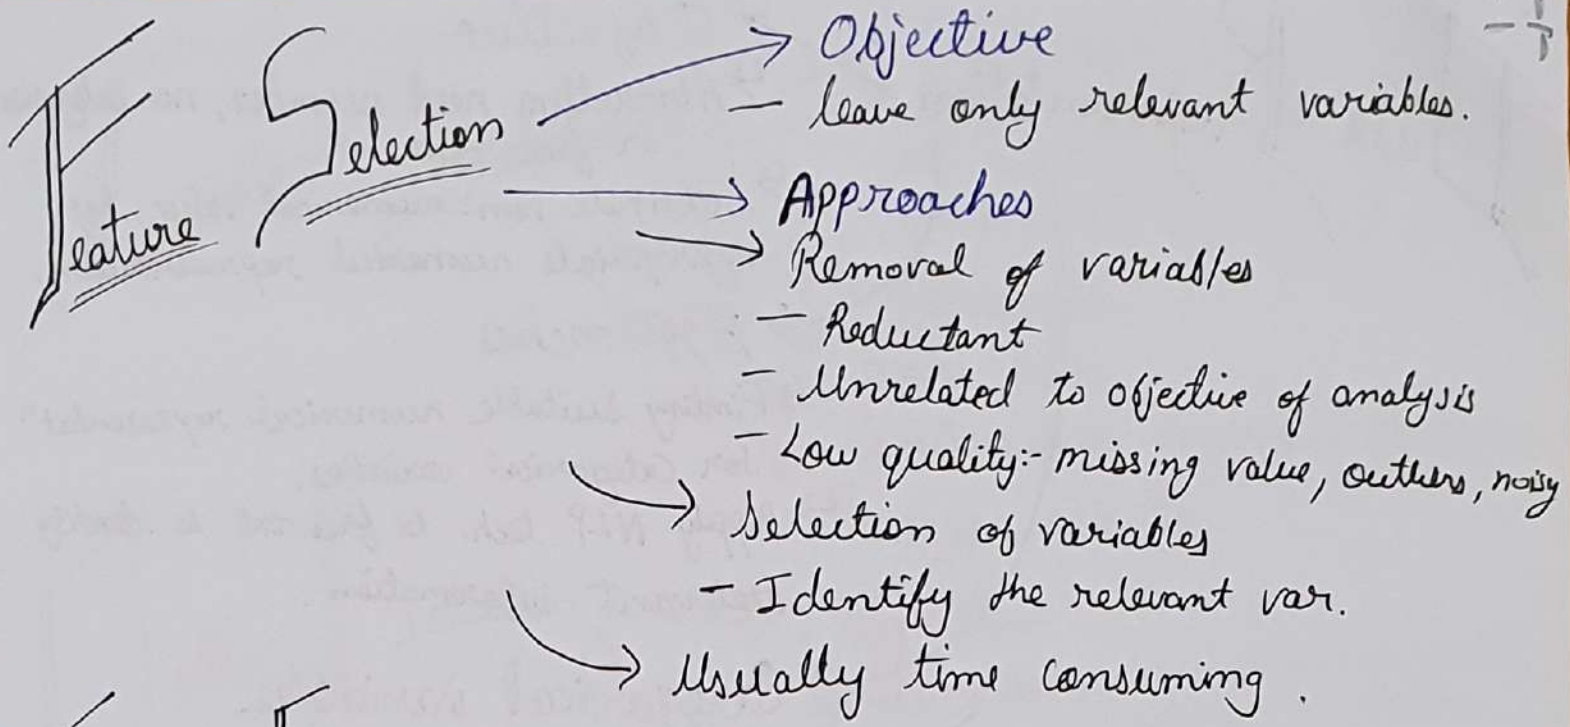 Feature Selection
→ Objective
— leave only relevant variables.
→ Approaches
→ Removal of variables
— Reductant
— Unrelated to objective of analysis
— Low quality:- missing value, outliers, noisy
→ Selection of variables
— Identify the relevant var.
→ Usually time consuming.